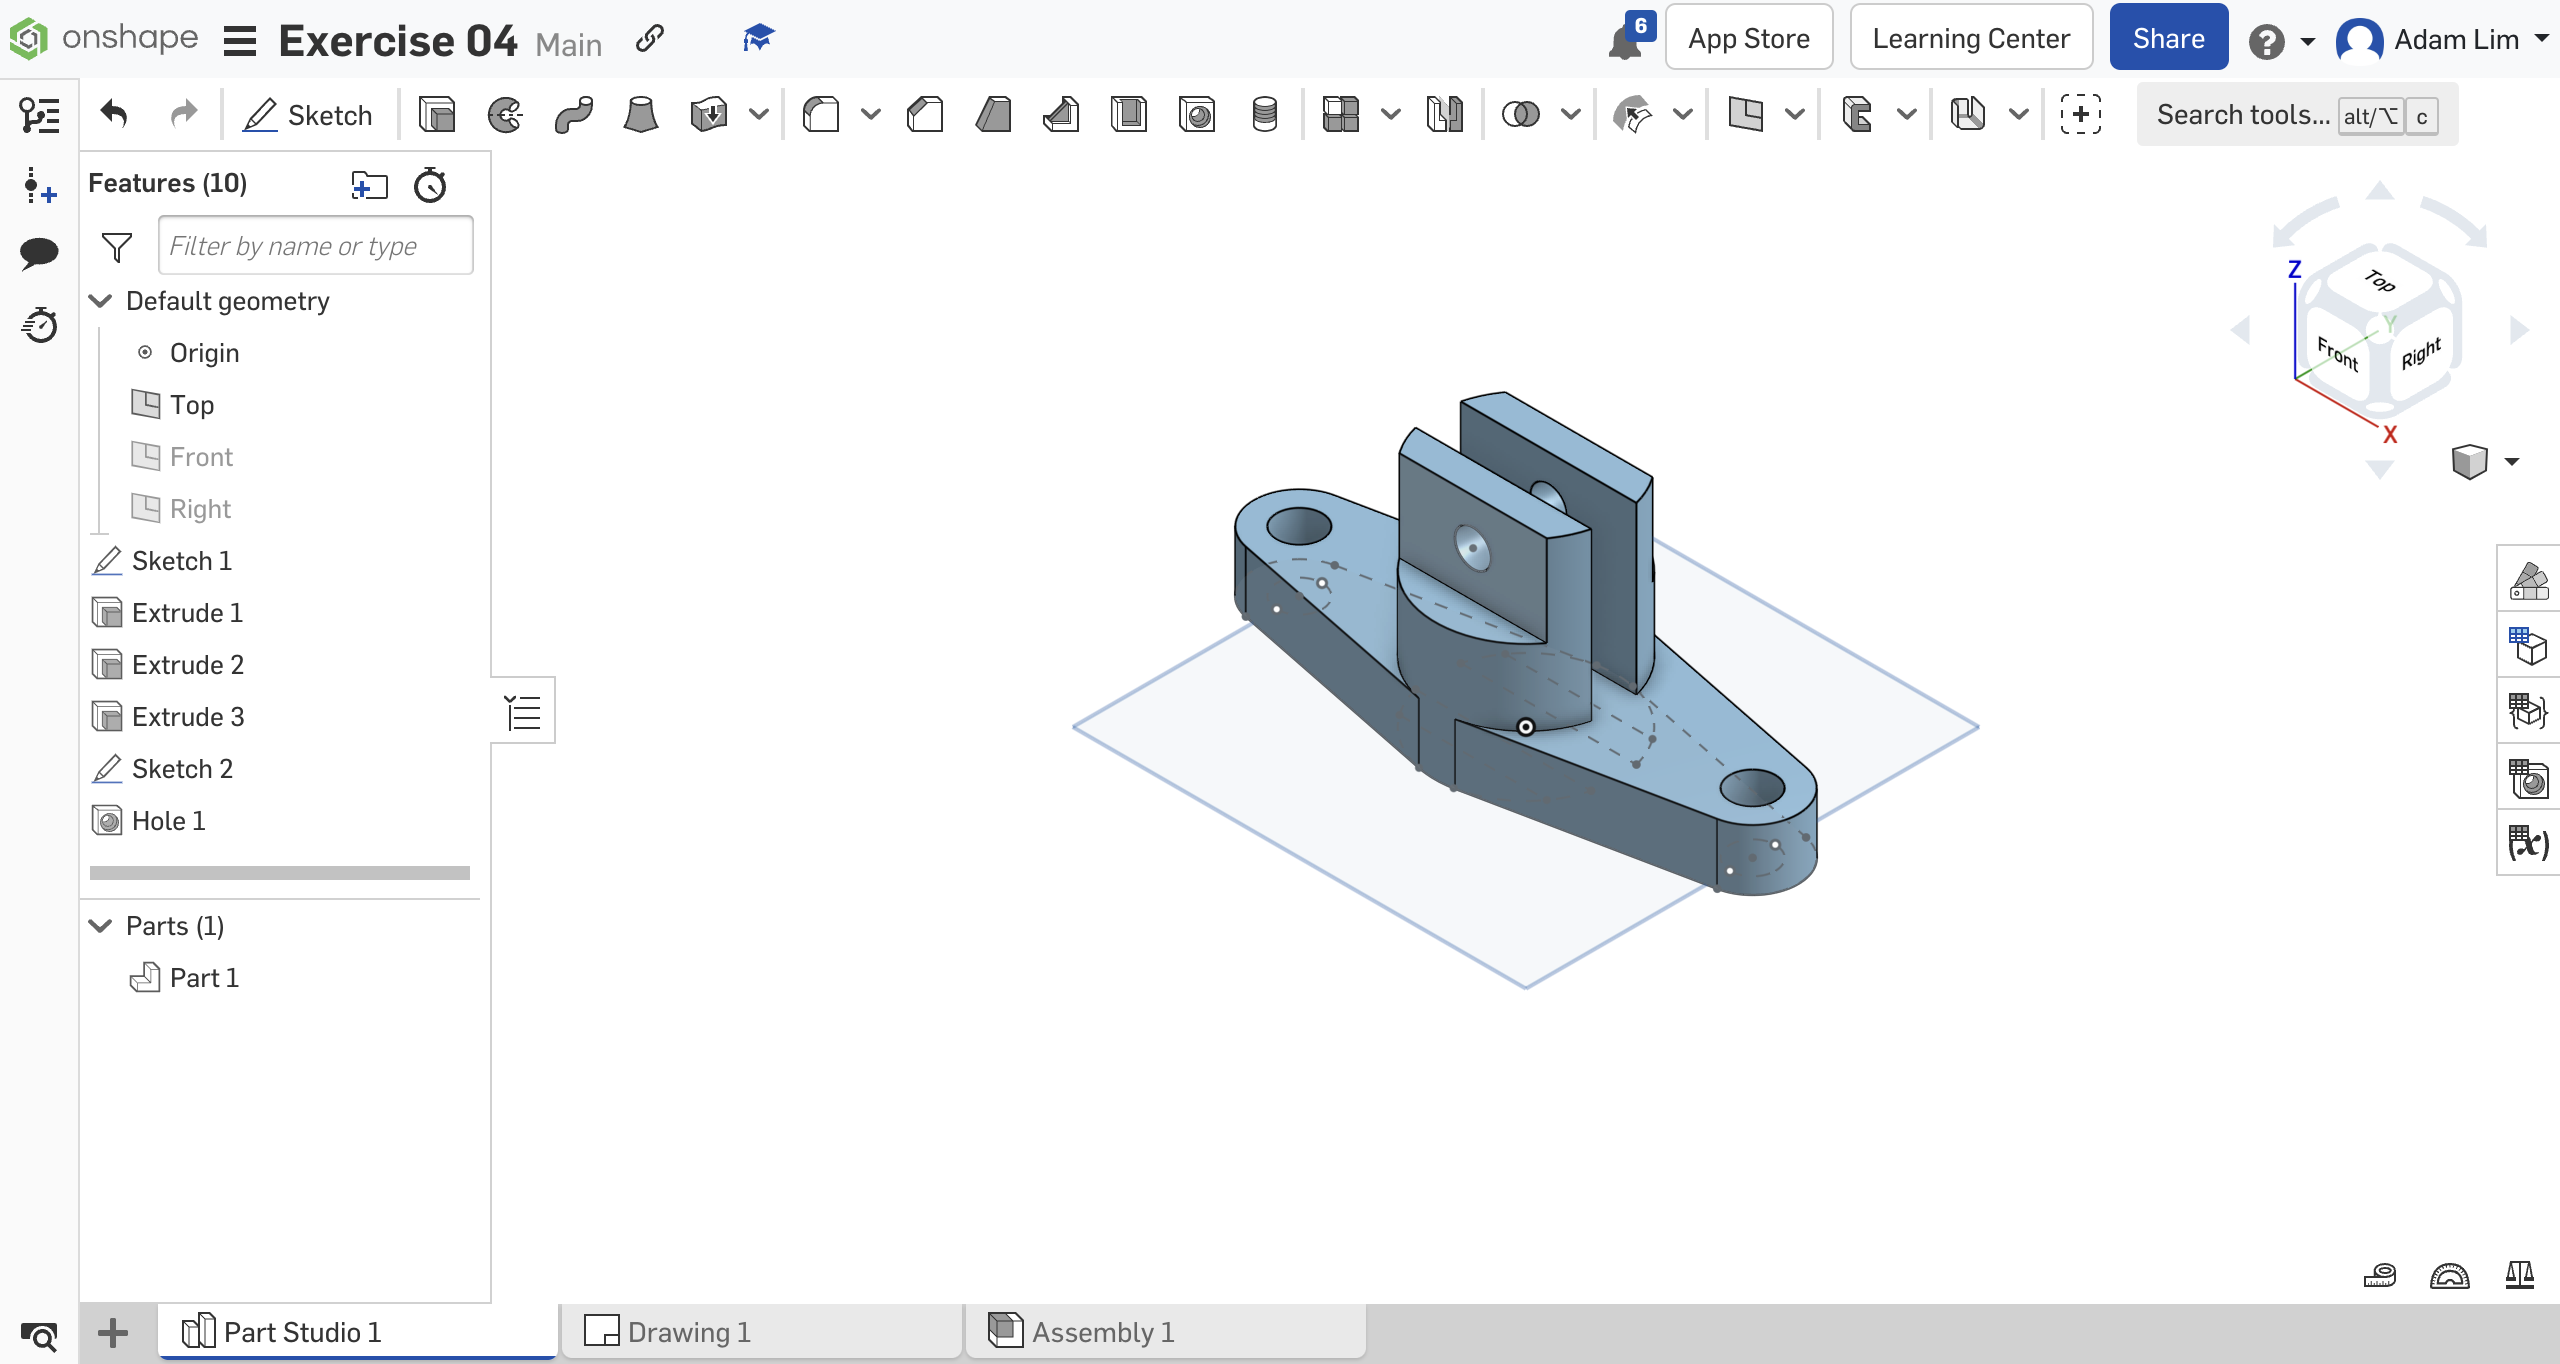 onshape Exercise 04 Main 6 App Store Learning Center Share Adam Lim
Sketch Search tools... alt/⌥ c
Features (10)
Filter by name or type
Default geometry
Origin
Top
Front
Right
Sketch 1
Extrude 1
Extrude 2
Extrude 3
Sketch 2
Hole 1
Parts (1)
Part 1
Z
Top
Y
Front
Right
X
Part Studio 1 Drawing 1 Assembly 1